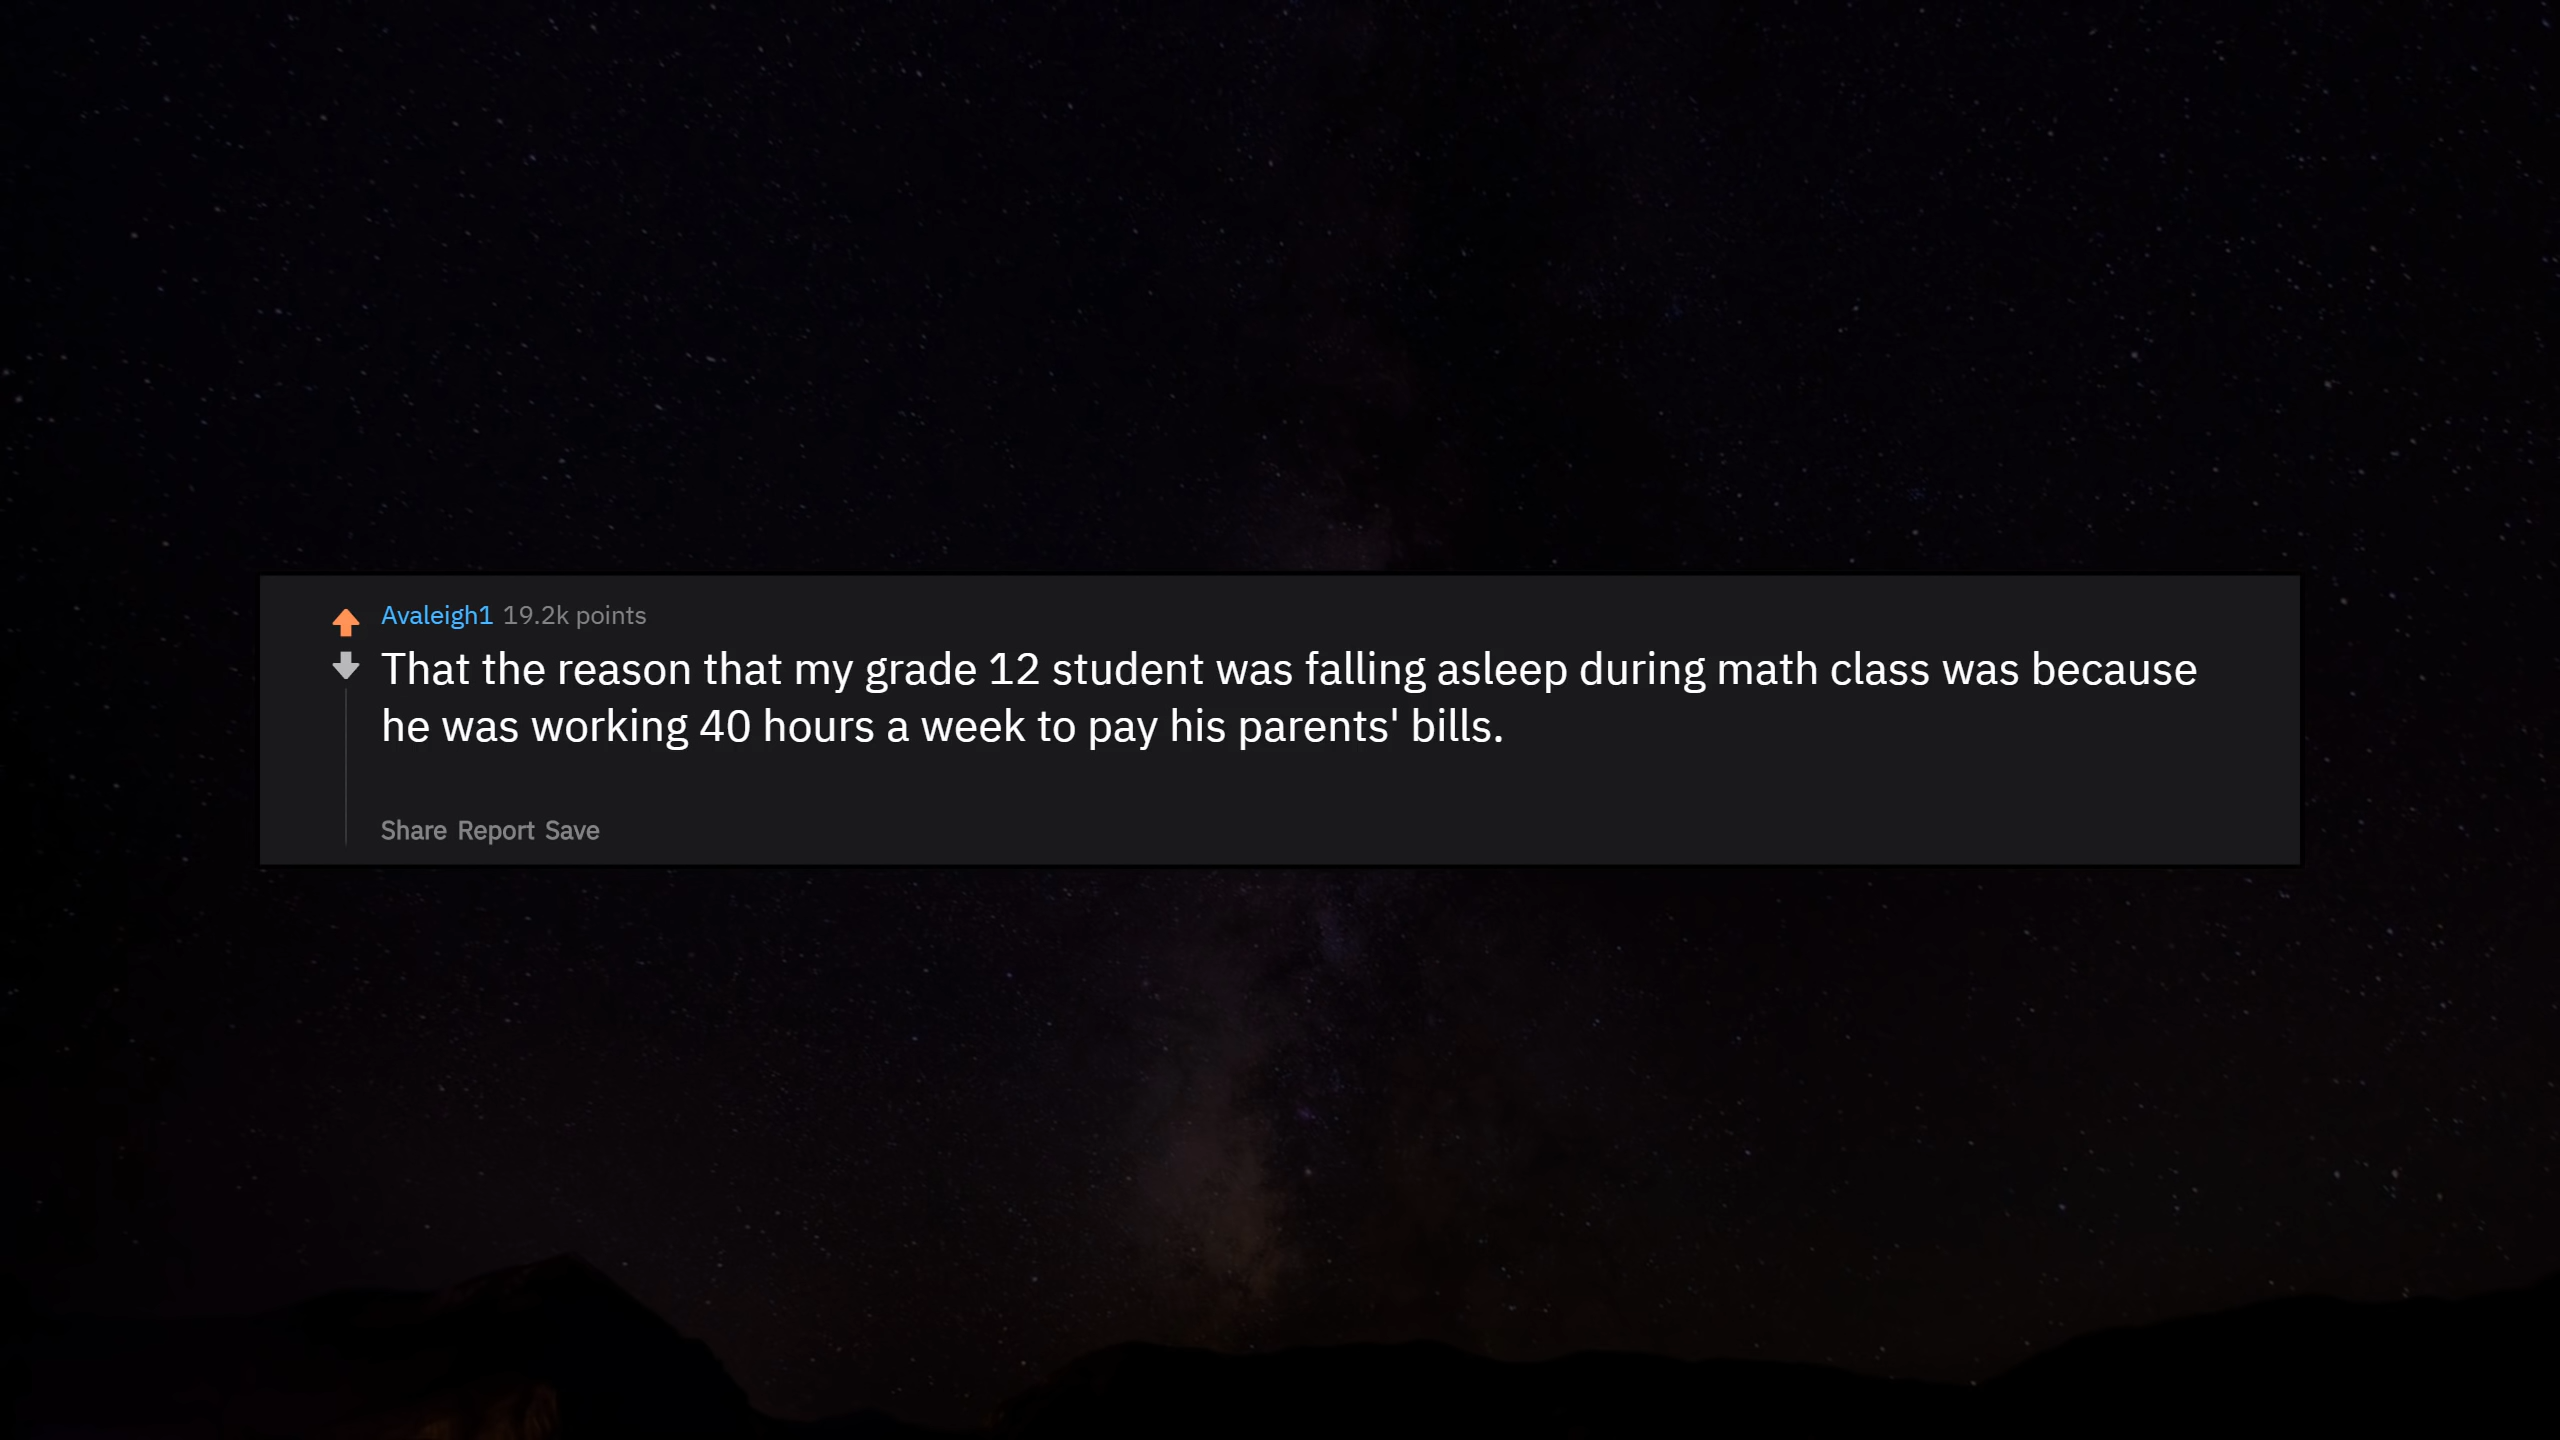 Avaleigh1 19.2k points
That the reason that my grade 12 student was falling asleep during math class was because
he was working 40 hours a week to pay his parents' bills.
Share Report Save